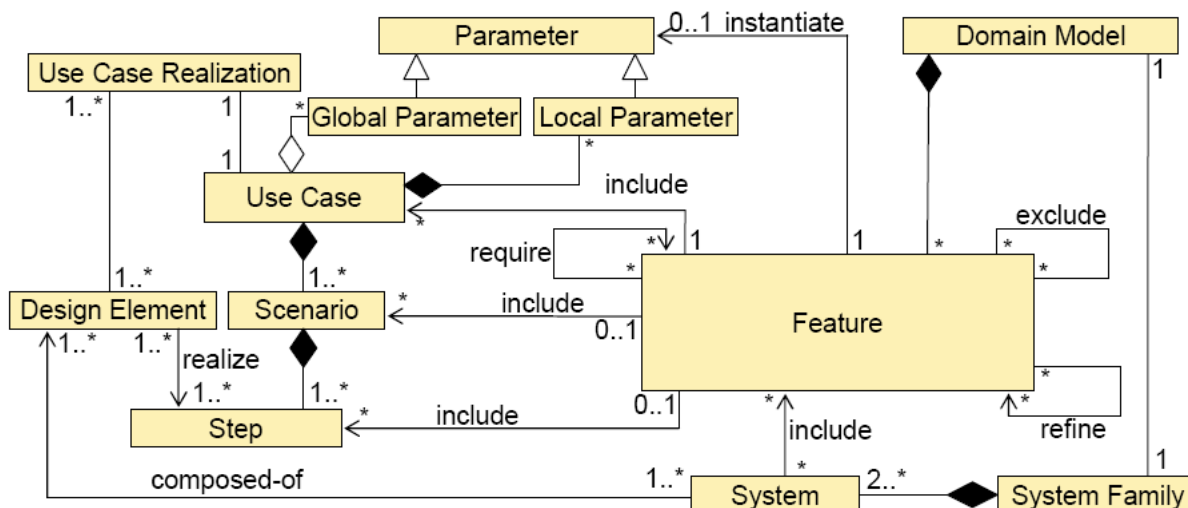 Parameter
0..1 instantiate
Domain Model
Use Case Realization
1..*
1
*
Global Parameter
Local Parameter
*
1
1
Use Case
include
*
require
*
*
1
1
*
exclude
*
*
1..*
1..*
Design Element
Scenario
*
include
0..1
Feature
1..*
1..*
realize
1..*
1..*
Step
*
include
0..1
*
include
*
*
*
refine
composed-of
1..*
System
2..*
1
System Family